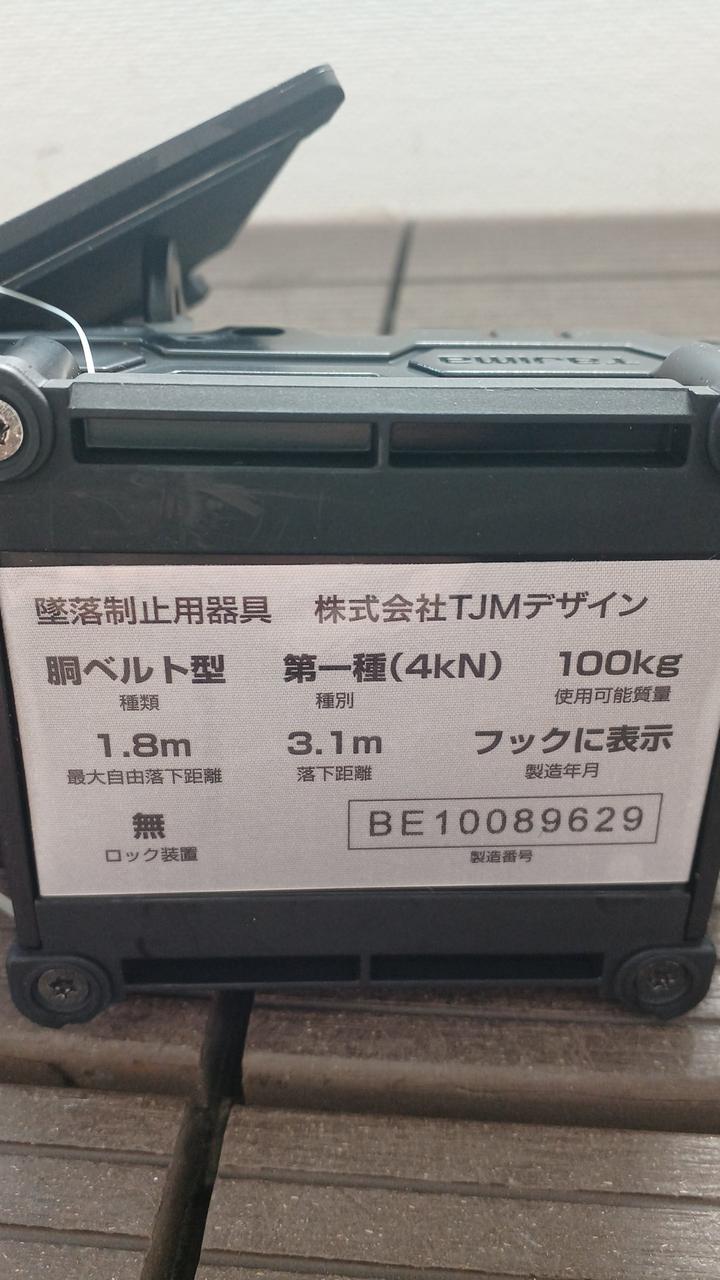 TAJIMA
墜落制止用器具 株式会社TJMデザイン
胴ベルト型 第一種(4kN) 100kg
種類 種別 使用可能質量
1.8m 3.1m フックに表示
最大自由落下距離 落下距離 製造年月
無 BE10089629
ロック装置 製造番号